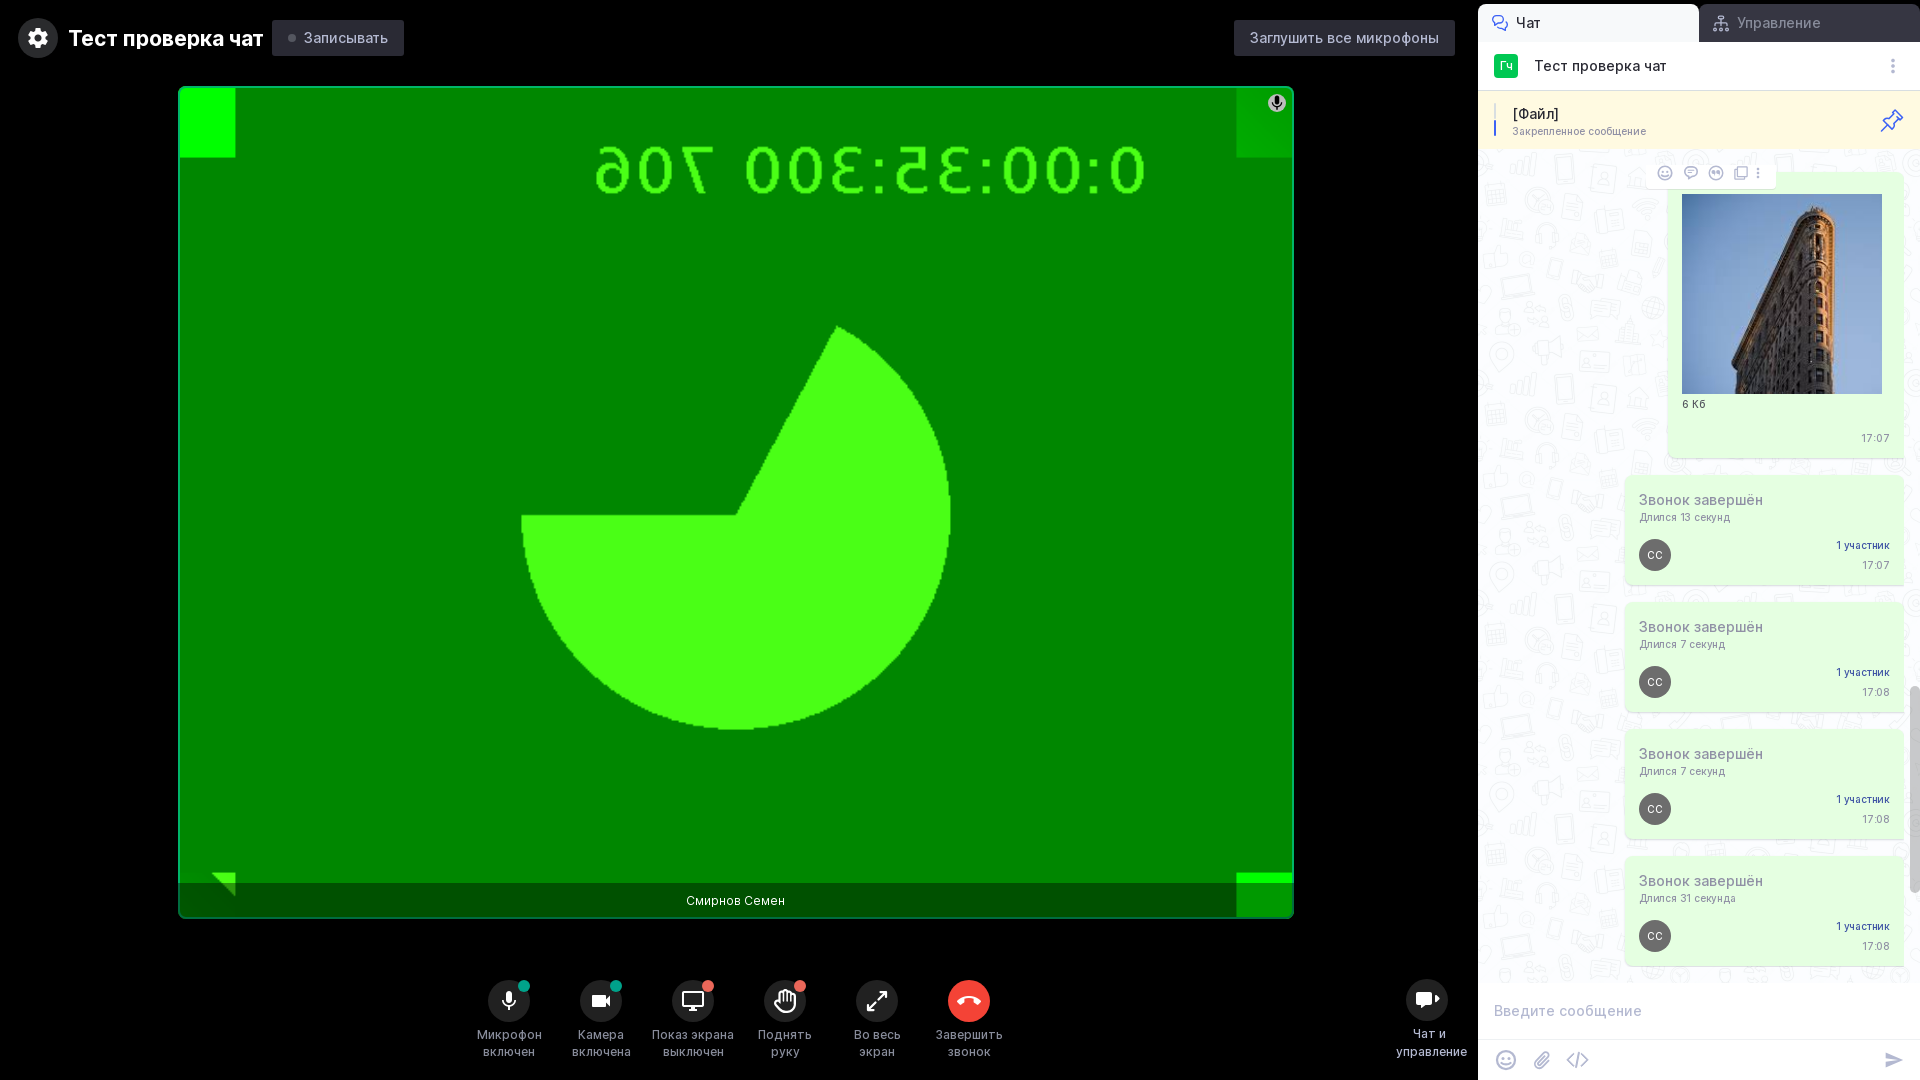 Тест проверка чат
Записывать
Заглушить все микрофоны
0:00:35:300 706
Смирнов Семен
Микрофон
включен
Камера
включена
Показ экрана
выключен
Поднять
руку
Во весь
экран
Завершить
звонок
Чат и
управление
Чат
Управление
Гч
Тест проверка чат
[Файл]
Закрепленное сообщение
6 Кб
17:07
Звонок завершён
Длился 13 секунд
СС
1 участник
17:07
Звонок завершён
Длился 7 секунд
СС
1 участник
17:08
Звонок завершён
Длился 7 секунд
СС
1 участник
17:08
Звонок завершён
Длился 31 секунда
СС
1 участник
17:08
Введите сообщение